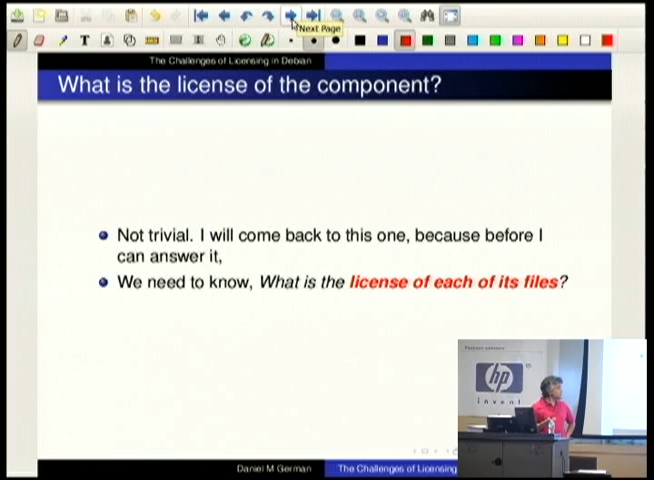 Next Page
The Challenges of Licensing in Debian
What is the license of the component?
Not trivial. I will come back to this one, because before I
can answer it,
We need to know, What is the license of each of its files?
hp
invent
Daniel M German
The Challenges of Licensing